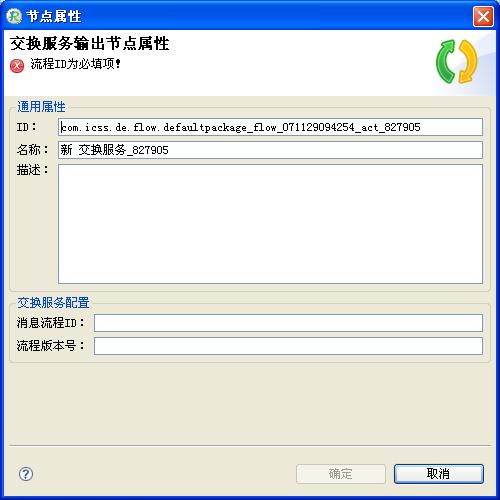 节点属性
交换服务输出节点属性
流程ID为必填项!
通用属性
ID：
com.icss.de.flow.defaultpackage_flow_071129094254_act_827905
名称：
新 交换服务_827905
描述：
交换服务配置
消息流程ID：
流程版本号：
?
确定
取消